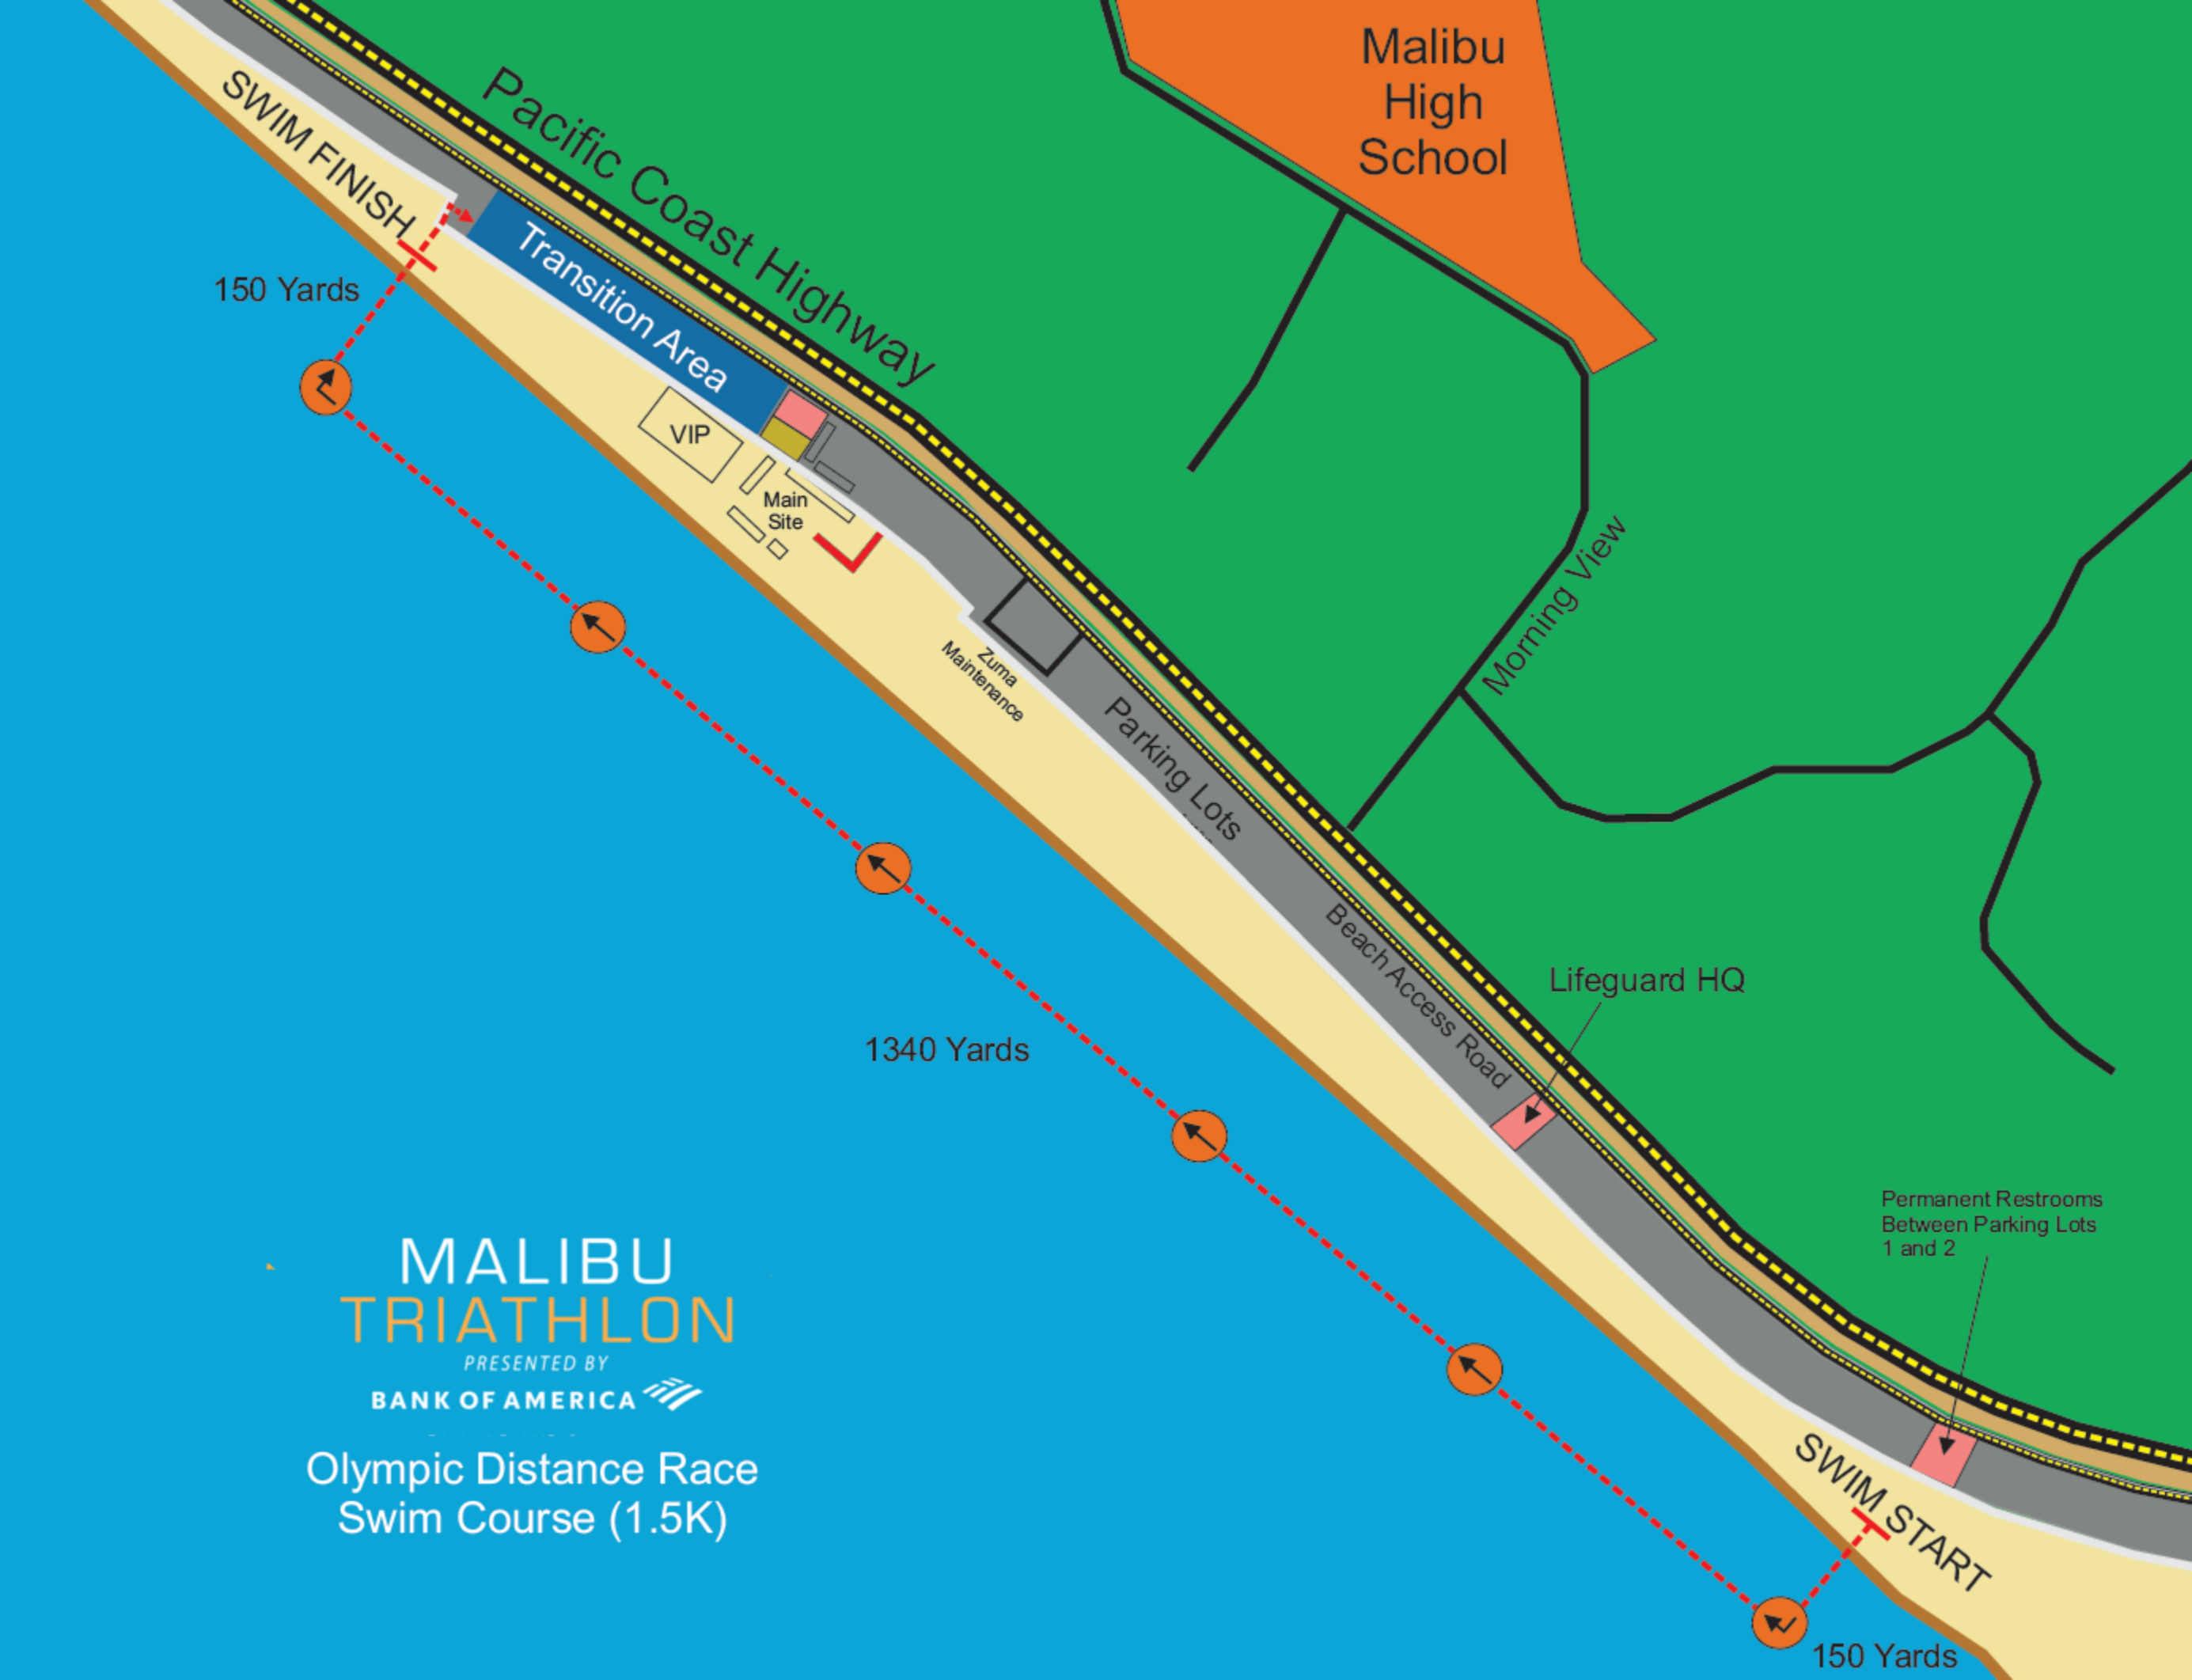 Malibu
High
School
Pacific Coast Highway
SWIM FINISH
150 Yards
Transition Area
VIP
Main
Site
Zuma
Maintenance
Morning View
Parking Lots
Beach Access Road
Lifeguard HQ
1340 Yards
Permanent Restrooms
Between Parking Lots
1 and 2
SWIM START
150 Yards
MALIBU
TRIATHLON
PRESENTED BY
BANK OF AMERICA
Olympic Distance Race
Swim Course (1.5K)